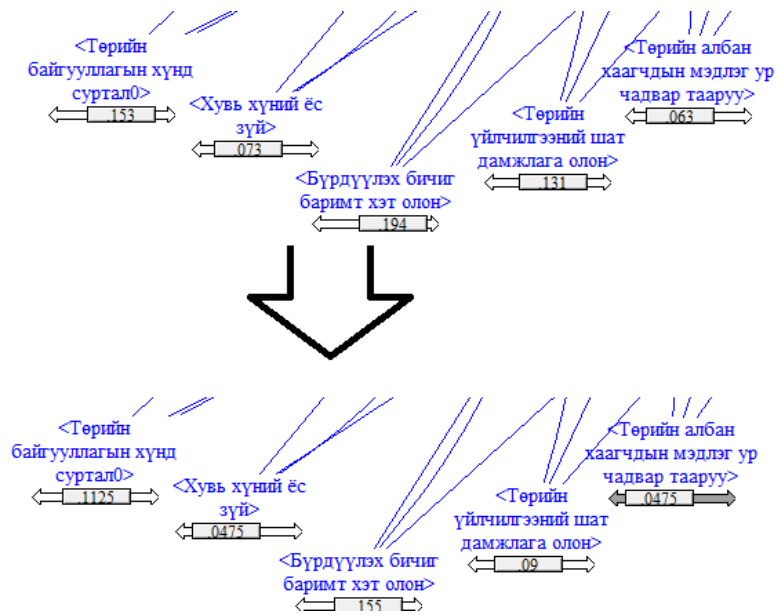 <Төрийн
байгууллагын хүнд
суртал0>
.153
<Хувь хүний ёс
зүй>
.073
<Бүрдүүлэх бичиг
баримт хэт олон>
.194
<Төрийн
үйлчилгээний шат
дамжлага олон>
.131
<Төрийн албан
хаагчдын мэдлэг ур
чадвар тааруу>
.063
<Төрийн
байгууллагын хүнд
суртал0>
.1125
<Хувь хүний ёс
зүй>
.0475
<Бүрдүүлэх бичиг
баримт хэт олон>
.155
<Төрийн
үйлчилгээний шат
дамжлага олон>
.09
<Төрийн албан
хаагчдын мэдлэг ур
чадвар тааруу>
.0475